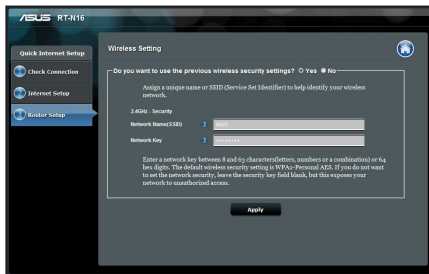 /SUS RT-N16
Quick Internet Setup
Wireless Setting
Check Connection
Internet Setup
Router Setup
Do you want to use the previous wireless security settings? Yes No
Assign a unique name or SSID (Service Set Identifier) to help identify your wireless
network.
2.4GHz - Security
Network Name(SSID)
Network Key
Enter a network key between 8 and 63 characters(letters, numbers or a combination) or 64
hex digits. The default wireless security setting is WPA2-Personal AES. If you do not want
to set the network security, leave the security key field blank, but this exposes your
network to unauthorized access.
Apply